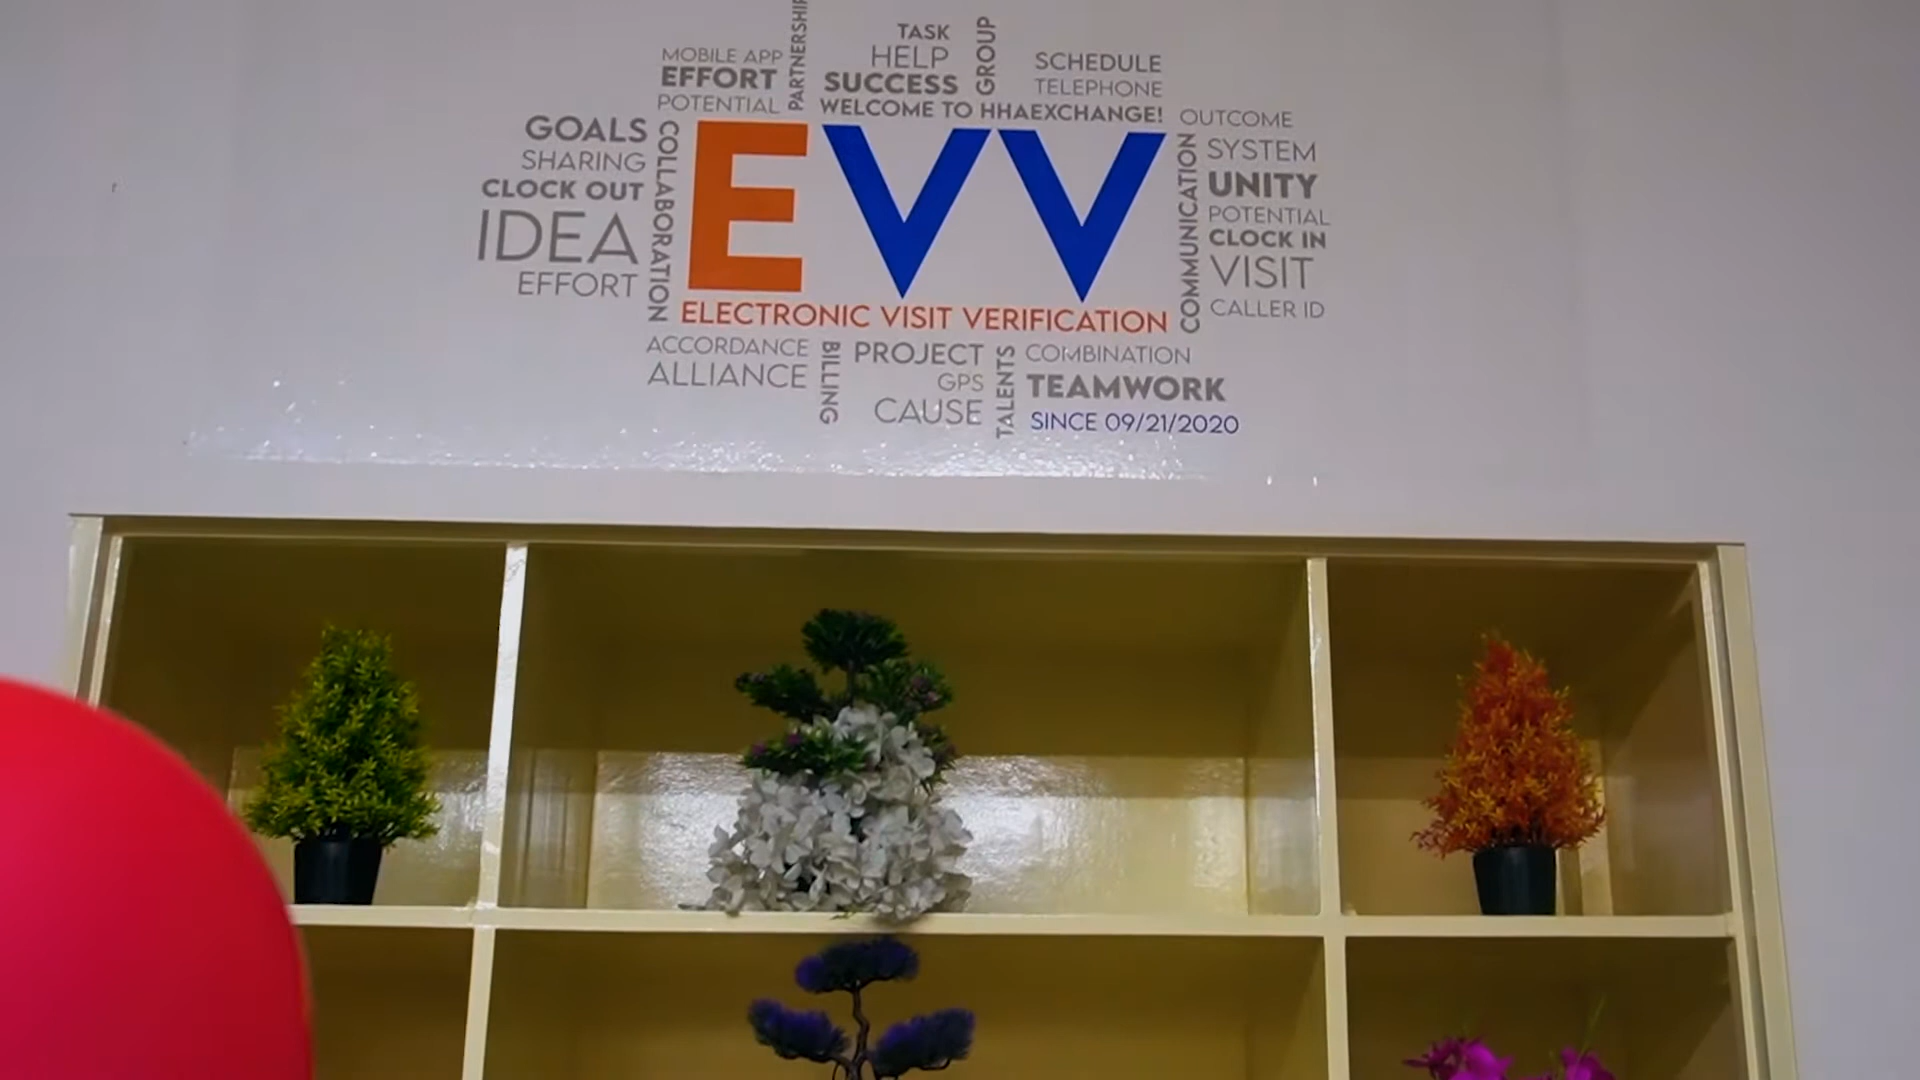 PARTNERSHIP
TASK
HELP
SUCCESS
GROUP
SCHEDULE
TELEPHONE
MOBILE APP
EFFORT
POTENTIAL
WELCOME TO HHAEXCHANGE!
GOALS
SHARING
CLOCK OUT
IDEA
EFFORT
COLLABORATION
EVV
ELECTRONIC VISIT VERIFICATION
COMMUNICATION
OUTCOME
SYSTEM
UNITY
POTENTIAL
CLOCK IN
VISIT
CALLER ID
ACCORDANCE
ALLIANCE
BILLING
PROJECT
GPS
CAUSE
TALENTS
COMBINATION
TEAMWORK
SINCE 09/21/2020